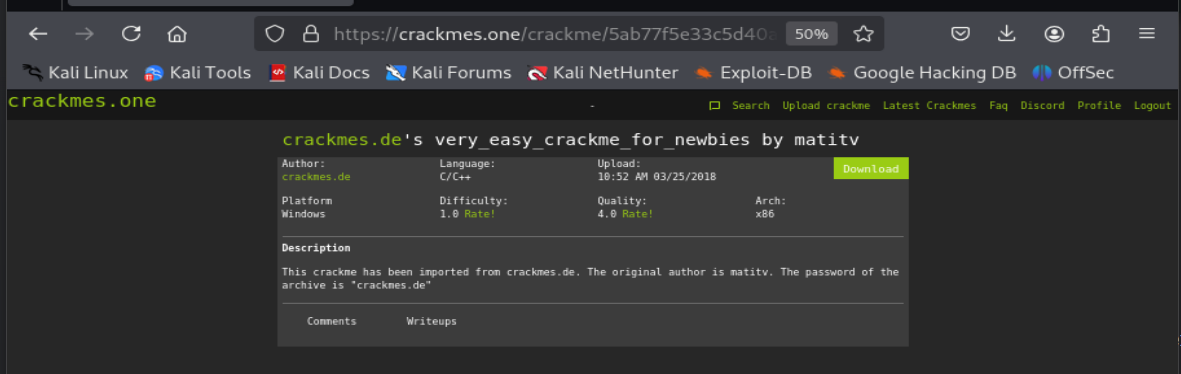 https://crackmes.one/crackme/5ab77f5e33c5d40a
50%
Kali Linux Kali Tools Kali Docs Kali Forums Kali NetHunter Exploit-DB Google Hacking DB OffSec
crackmes.one
- Search Upload crackme Latest Crackmes Faq Discord Profile Logout
crackmes.de's very_easy_crackme_for_newbies by matitv
Author: Language: Upload:
Download
crackmes.de C/C++ 10:52 AM 03/25/2018
Platform Difficulty: Quality: Arch:
Windows 1.0 Rate! 4.0 Rate! x86
Description
This crackme has been imported from crackmes.de. The original author is matitv. The password of the
archive is "crackmes.de"
Comments Writeups